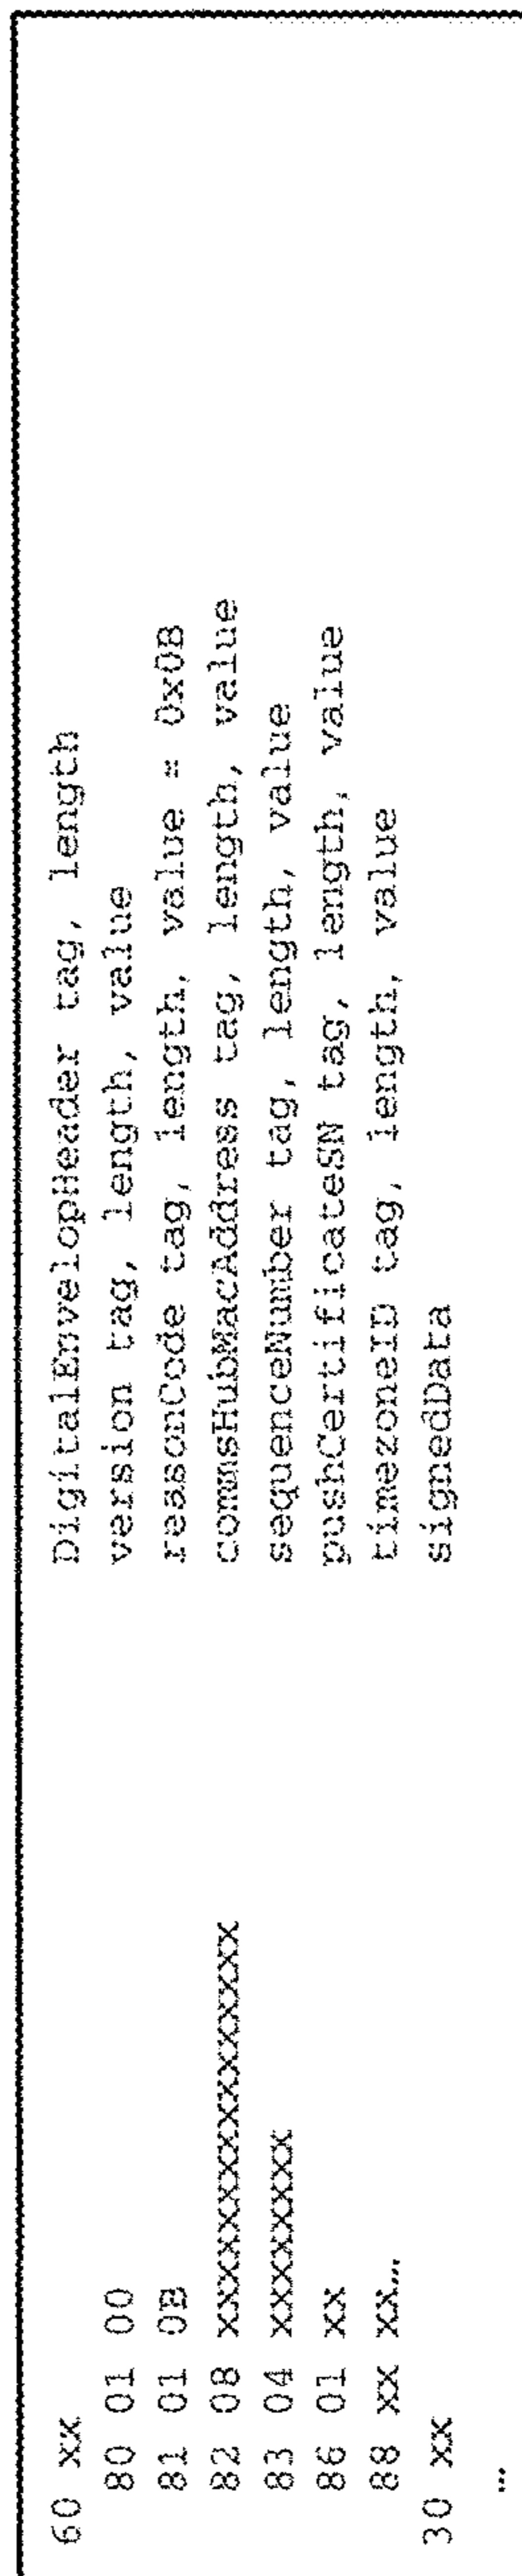 60 xx DigitalEnvelopHeader tag, length
80 01 00 version tag, length, value
81 01 0B reasonCode tag, length, value = 0x0B
82 08 xxxxxxxxxxxxxxxx commsHubMacAddress tag, length, value
83 04 xxxxxxxx sequenceNumber tag, length, value
86 01 xx pushCertificateSN tag, length, value
88 xx xx... timezoneID tag, length, value
30 xx signedData
...